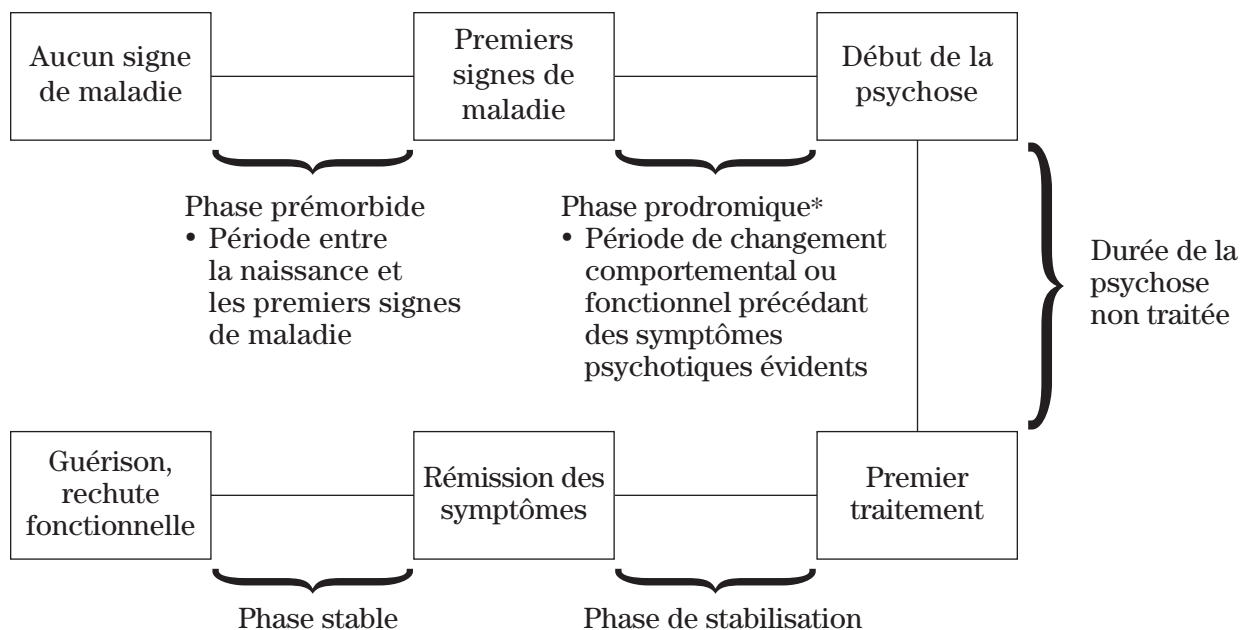 Aucun signe
de maladie
Premiers
signes de
maladie
Début de la
psychose
Phase prémorbide
• Période entre
la naissance et
les premiers signes
de maladie
Phase prodromique*
• Période de changement
comportemental ou
fonctionnel précédant
des symptômes
psychotiques évidents
Durée de la
psychose
non traitée
Guérison,
rechute
fonctionnelle
Rémission des
symptômes
Premier
traitement
Phase stable
Phase de stabilisation